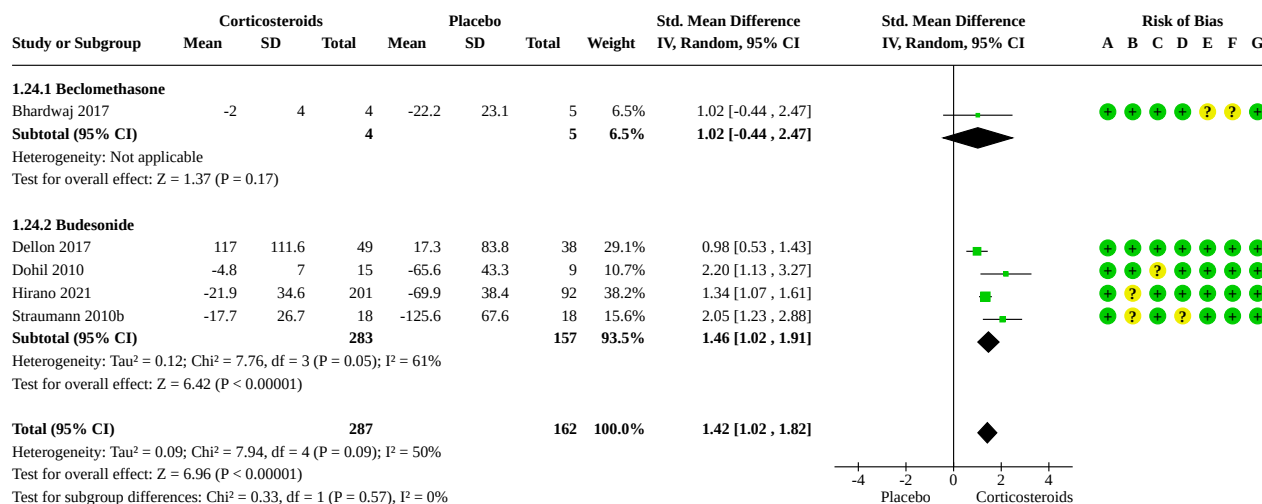 Corticosteroids Placebo Std. Mean Difference Std. Mean Difference Risk of Bias
Study or Subgroup Mean SD Total Mean SD Total Weight IV, Random, 95% CI IV, Random, 95% CI A B C D E F G
1.24.1 Beclomethasone
Bhardwaj 2017 -2 4 4 -22.2 23.1 5 6.5% 1.02 [-0.44 , 2.47] + + + + ? ? +
Subtotal (95% CI) 4 5 6.5% 1.02 [-0.44 , 2.47]
Heterogeneity: Not applicable
Test for overall effect: Z = 1.37 (P = 0.17)
1.24.2 Budesonide
Dellon 2017 117 111.6 49 17.3 83.8 38 29.1% 0.98 [0.53 , 1.43] + + + + + + +
Dohil 2010 -4.8 7 15 -65.6 43.3 9 10.7% 2.20 [1.13 , 3.27] + + ? + + + +
Hirano 2021 -21.9 34.6 201 -69.9 38.4 92 38.2% 1.34 [1.07 , 1.61] + ? + + + + +
Straumann 2010b -17.7 26.7 18 -125.6 67.6 18 15.6% 2.05 [1.23 , 2.88] + ? + ? + + +
Subtotal (95% CI) 283 157 93.5% 1.46 [1.02 , 1.91]
Heterogeneity: Tau² = 0.12; Chi² = 7.76, df = 3 (P = 0.05); I² = 61%
Test for overall effect: Z = 6.42 (P < 0.00001)
Total (95% CI) 287 162 100.0% 1.42 [1.02 , 1.82]
Heterogeneity: Tau² = 0.09; Chi² = 7.94, df = 4 (P = 0.09); I² = 50%
Test for overall effect: Z = 6.96 (P < 0.00001)
-4 -2 0 2 4
Test for subgroup differences: Chi² = 0.33, df = 1 (P = 0.57), I² = 0%
Placebo Corticosteroids